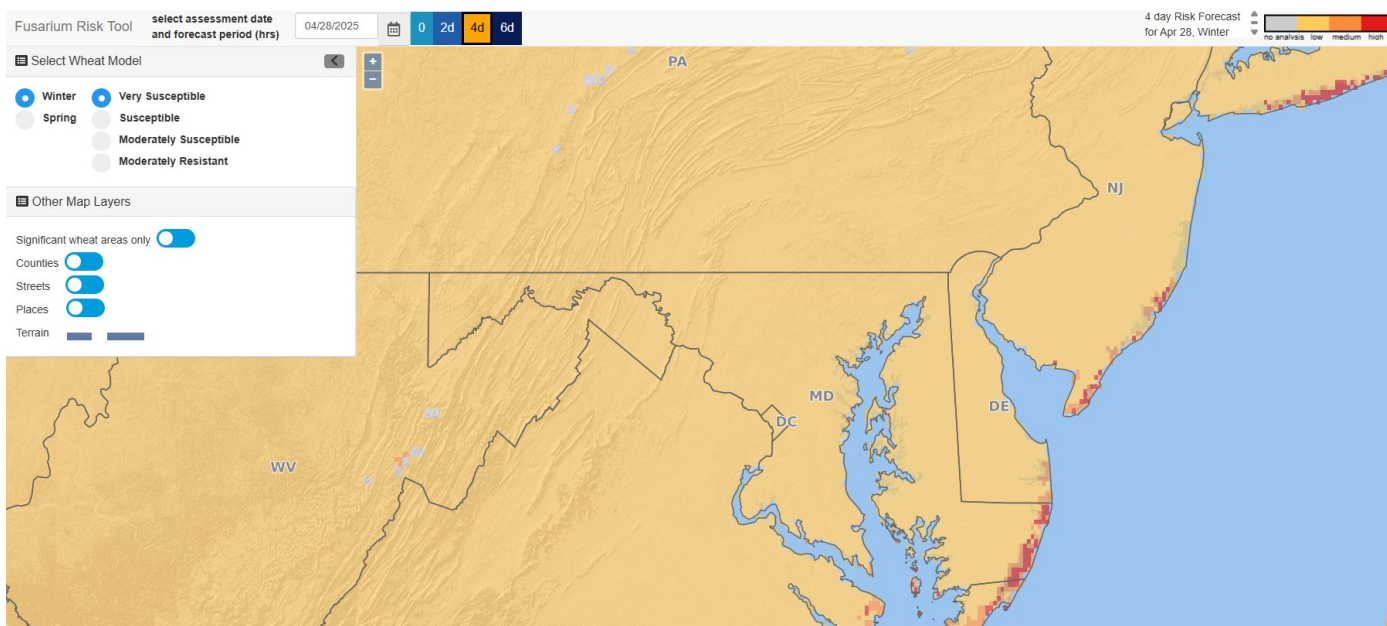 Fusarium Risk Tool
select assessment date
and forecast period (hrs)
04/28/2025
0 2d 4d 6d
4 day Risk Forecast
for Apr 28, Winter
no analysis low medium high
Select Wheat Model
Winter Very Susceptible
Spring Susceptible
Moderately Susceptible
Moderately Resistant
Other Map Layers
Significant wheat areas only
Counties
Streets
Places
Terrain
+
−
PA
NJ
MD
DE
DC
WV